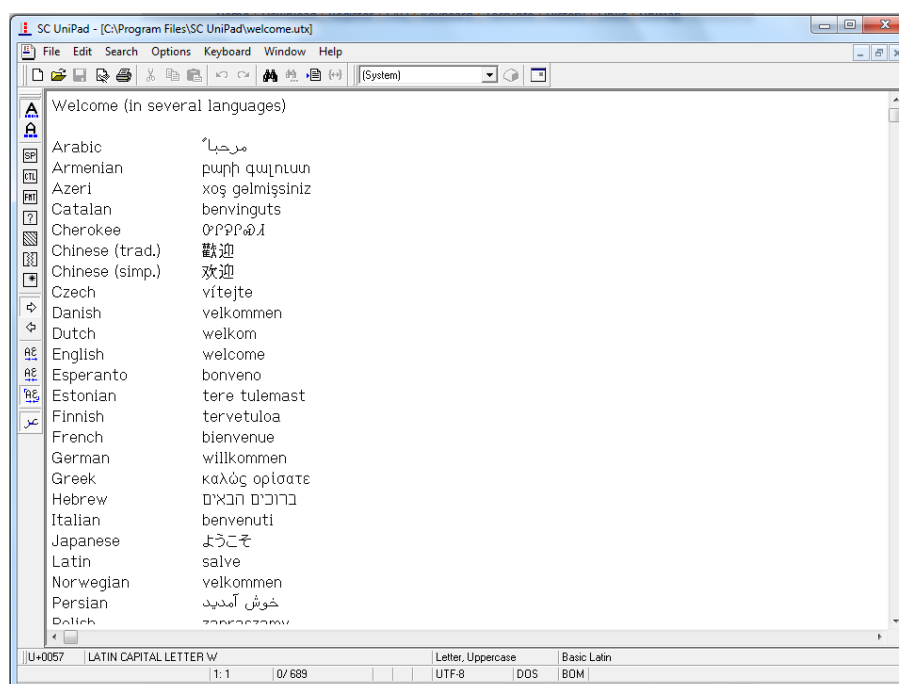 SC UniPad - [C:\Program Files\SC UniPad\welcome.utx]
File Edit Search Options Keyboard Window Help
(System)
Welcome (in several languages)
Arabic مرحباً
Armenian բարի գալուստ
Azeri xoş gəlmişsiniz
Catalan benvinguts
Cherokee ᎤᎵᎮᎵᏍᏗ
Chinese (trad.) 歡迎
Chinese (simp.) 欢迎
Czech vítejte
Danish velkommen
Dutch welkom
English welcome
Esperanto bonveno
Estonian tere tulemast
Finnish tervetuloa
French bienvenue
German willkommen
Greek καλώς ορίσατε
Hebrew ברוכים הבאים
Italian benvenuti
Japanese ようこそ
Latin salve
Norwegian velkommen
Persian خوش آمدید
Polish zapraszamy
U+0057 LATIN CAPITAL LETTER W Letter, Uppercase Basic Latin
1: 1 0/ 689 UTF-8 DOS BOM